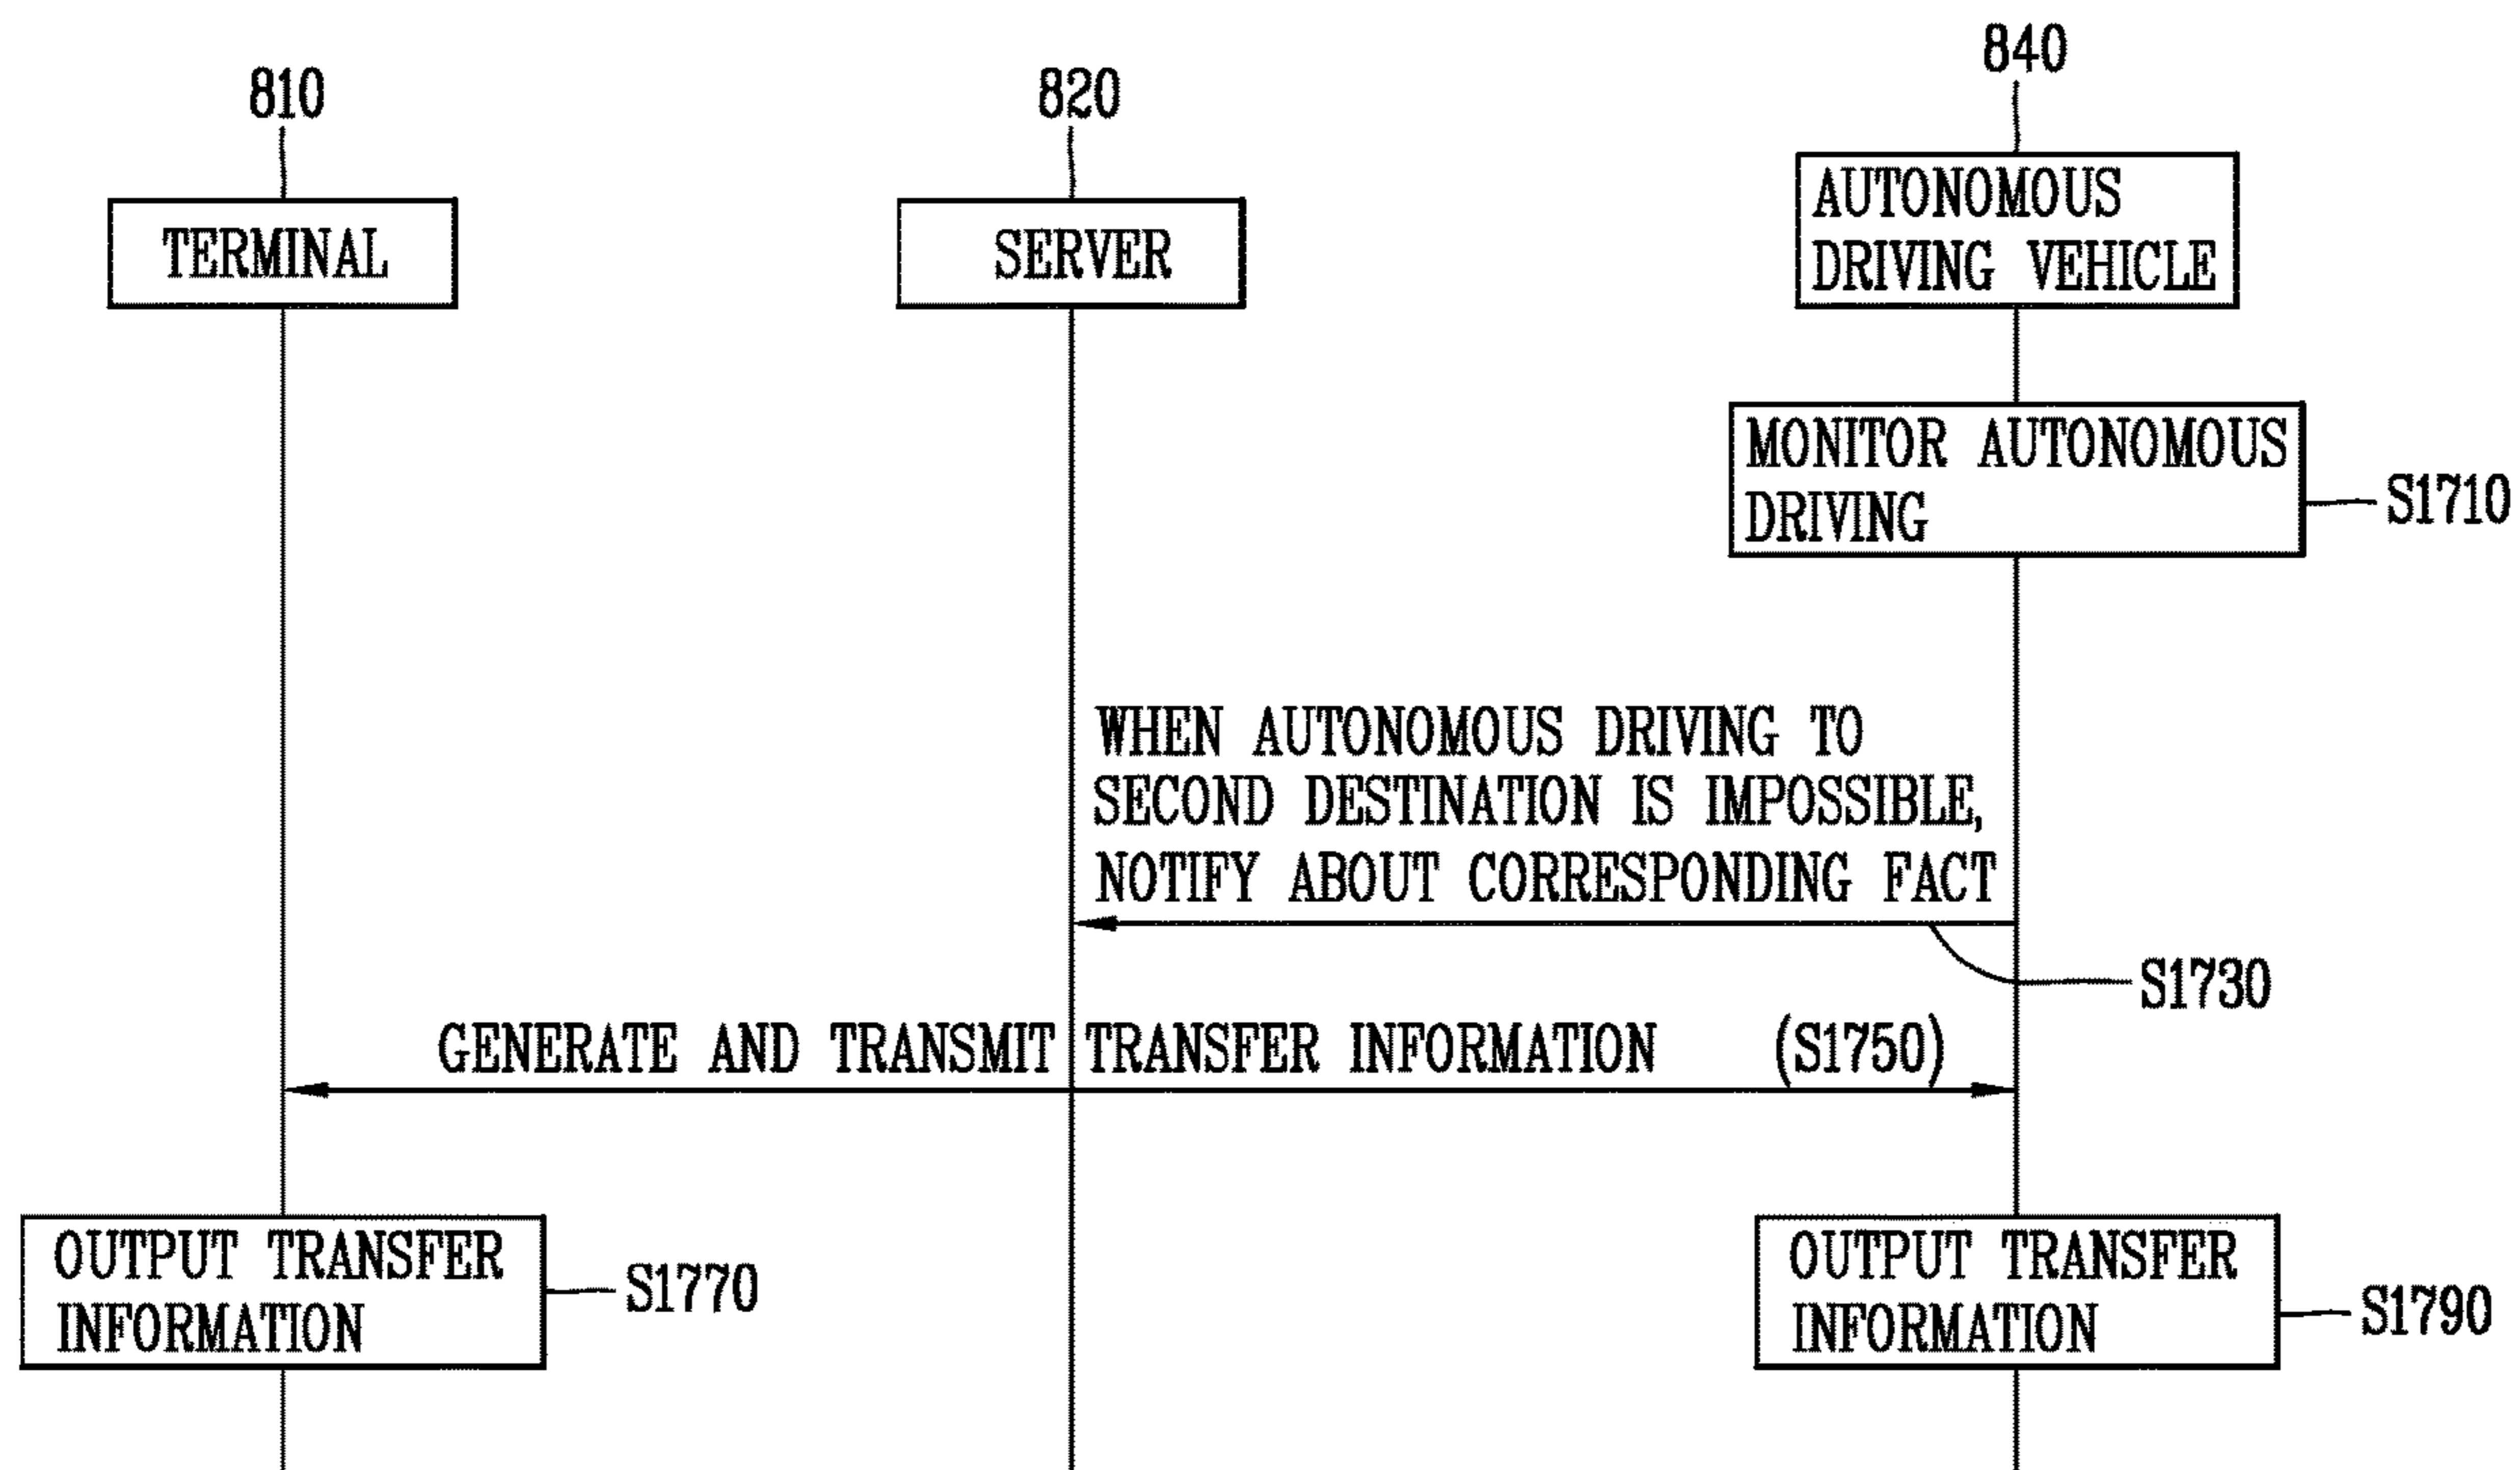 840
810
820
AUTONOMOUS
DRIVING VEHICLE
TERMINAL
SERVER
MONITOR AUTONOMOUS
DRIVING
S1710
WHEN AUTONOMOUS DRIVING TO
SECOND DESTINATION IS IMPOSSIBLE,
NOTIFY ABOUT CORRESPONDING FACT
S1730
GENERATE AND TRANSMIT TRANSFER INFORMATION (S1750)
OUTPUT TRANSFER
INFORMATION
S1770
OUTPUT TRANSFER
INFORMATION
S1790